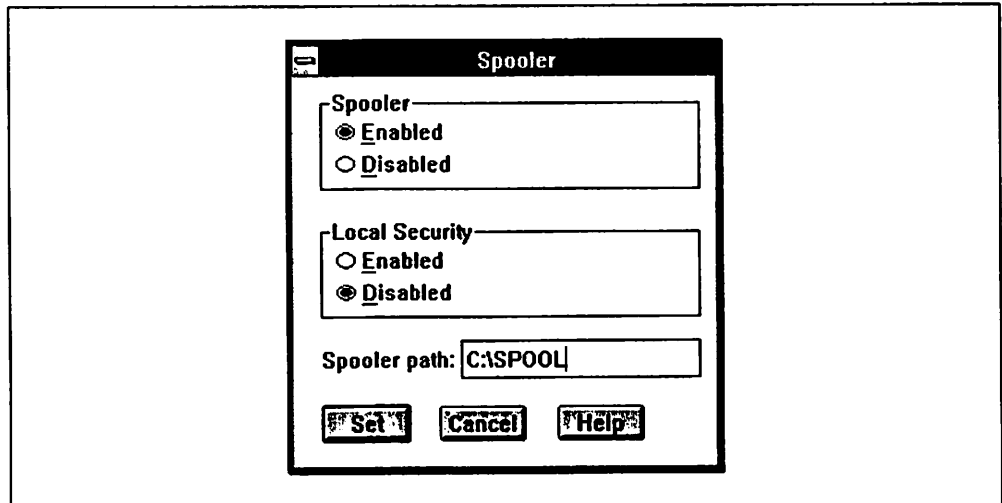 Spooler
Spooler
Enabled
Disabled
Local Security
Enabled
Disabled
Spooler path: C:\SPOOL
Set Cancel Help